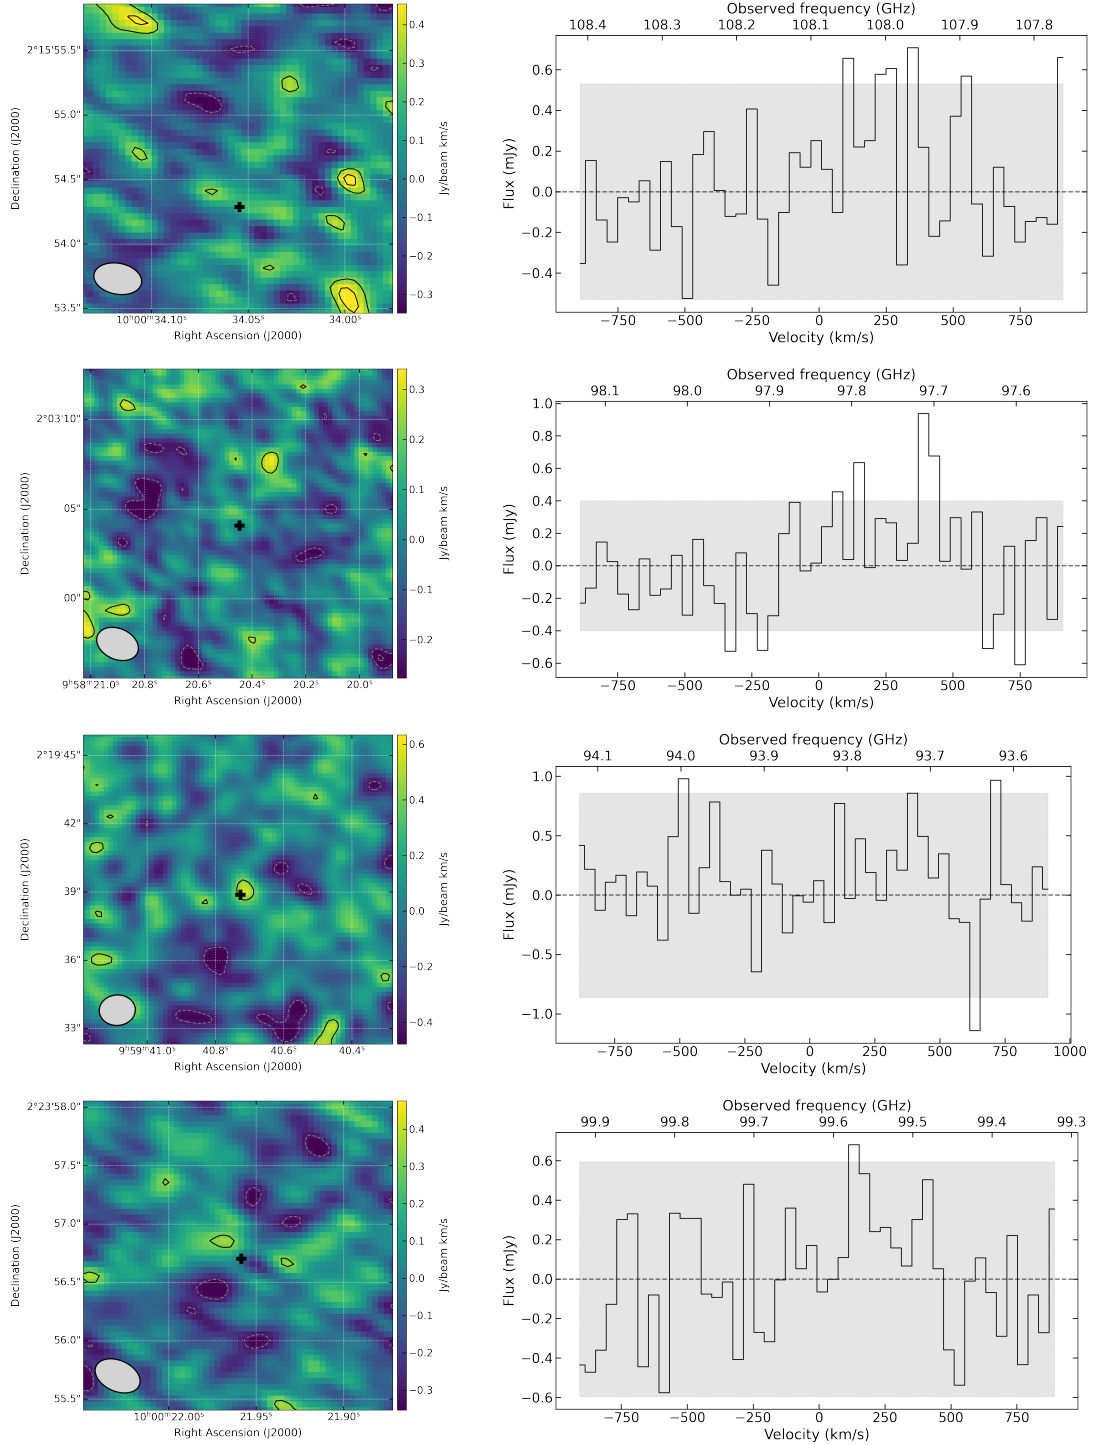 Observed frequency (GHz)
108.4 108.3 108.2 108.1 108.0 107.9 107.8
2°15'55.5"
55.0"
54.5"
54.0"
53.5"
Declination (J2000)
10ʰ00ᵐ34.10ˢ 34.05ˢ 34.00ˢ
Right Ascension (J2000)
0.4
0.3
0.2
0.1
0.0
−0.1
−0.2
−0.3
Jy/beam km/s
0.6
0.4
0.2
0.0
−0.2
−0.4
Flux (mJy)
−750 −500 −250 0 250 500 750
Velocity (km/s)
Observed frequency (GHz)
98.1 98.0 97.9 97.8 97.7 97.6
2°03'10"
05"
00"
Declination (J2000)
9ʰ58ᵐ21.0ˢ 20.8ˢ 20.6ˢ 20.4ˢ 20.2ˢ 20.0ˢ
Right Ascension (J2000)
0.3
0.2
0.1
0.0
−0.1
−0.2
Jy/beam km/s
1.0
0.8
0.6
0.4
0.2
0.0
−0.2
−0.4
−0.6
Flux (mJy)
−750 −500 −250 0 250 500 750
Velocity (km/s)
Observed frequency (GHz)
94.1 94.0 93.9 93.8 93.7 93.6
2°19'45"
42"
39"
36"
33"
Declination (J2000)
9ʰ59ᵐ41.0ˢ 40.8ˢ 40.6ˢ 40.4ˢ
Right Ascension (J2000)
0.6
0.4
0.2
0.0
−0.2
−0.4
Jy/beam km/s
1.0
0.5
0.0
−0.5
−1.0
Flux (mJy)
−750 −500 −250 0 250 500 750 1000
Velocity (km/s)
Observed frequency (GHz)
99.9 99.8 99.7 99.6 99.5 99.4 99.3
2°23'58.0"
57.5"
57.0"
56.5"
56.0"
55.5"
Declination (J2000)
10ʰ00ᵐ22.00ˢ 21.95ˢ 21.90ˢ
Right Ascension (J2000)
0.4
0.3
0.2
0.1
0.0
−0.1
−0.2
−0.3
Jy/beam km/s
0.6
0.4
0.2
0.0
−0.2
−0.4
−0.6
Flux (mJy)
−750 −500 −250 0 250 500 750
Velocity (km/s)